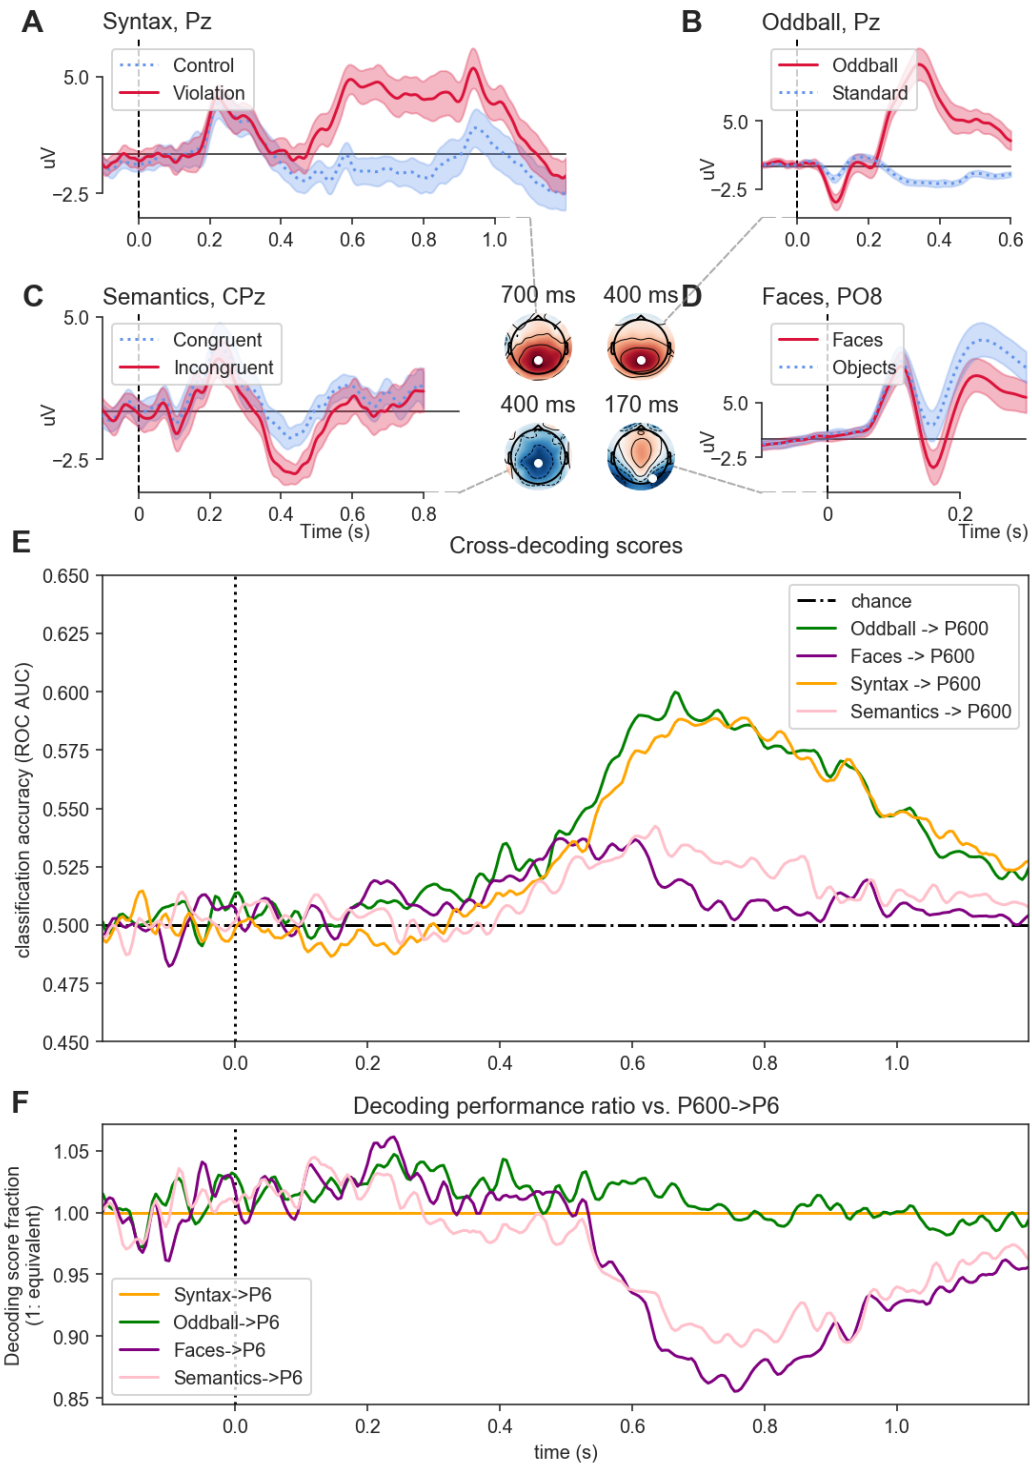 A
Syntax, Pz
Control
Violation
5.0
−2.5
uV
0.0 0.2 0.4 0.6 0.8 1.0
B
Oddball, Pz
Oddball
Standard
5.0
−2.5
uV
0.0 0.2 0.4 0.6
C
Semantics, CPz
Congruent
Incongruent
5.0
−2.5
uV
0 0.2 0.4 0.6 0.8
Time (s)
700 ms
400 ms
400 ms
170 ms
D
Faces, PO8
Faces
Objects
5.0
−2.5
uV
0 0.2
Time (s)
E
Cross-decoding scores
chance
Oddball -> P600
Faces -> P600
Syntax -> P600
Semantics -> P600
0.650
0.625
0.600
0.575
0.550
0.525
0.500
0.475
0.450
classification accuracy (ROC AUC)
0.0 0.2 0.4 0.6 0.8 1.0
F
Decoding performance ratio vs. P600->P6
1.05
1.00
0.95
0.90
0.85
Decoding score fraction
(1: equivalent)
Syntax->P6
Oddball->P6
Faces->P6
Semantics->P6
0.0 0.2 0.4 0.6 0.8 1.0
time (s)